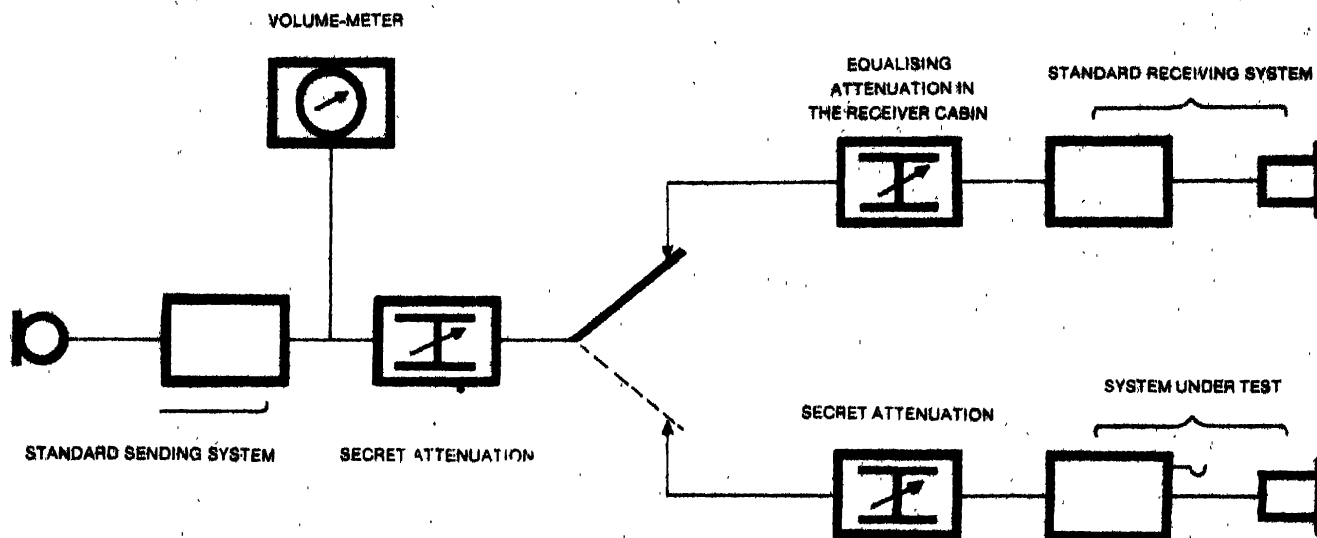 VOLUME-METER
EQUALISING
ATTENUATION IN
THE RECEIVER CABIN
STANDARD RECEIVING SYSTEM
SYSTEM UNDER TEST
SECRET ATTENUATION
STANDARD SENDING SYSTEM
SECRET ATTENUATION